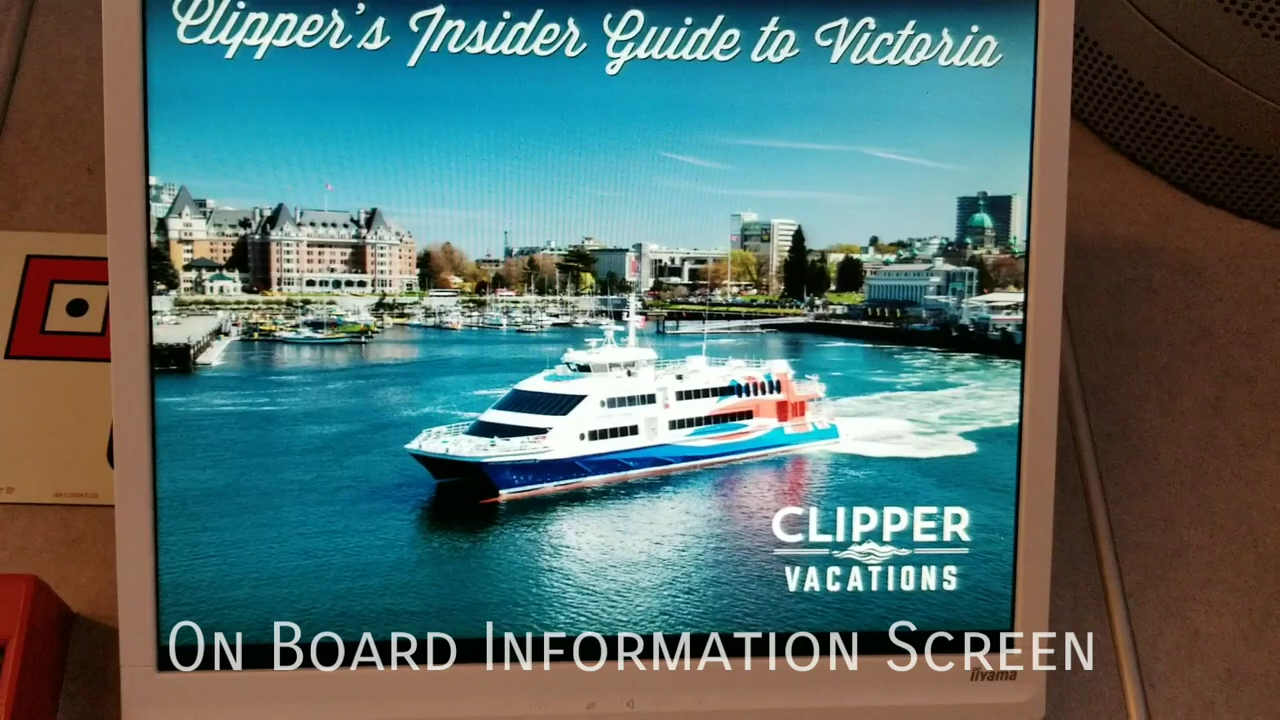 Clipper's Insider Guide to Victoria
CLIPPER
VACATIONS
On Board Information Screen
iiyama